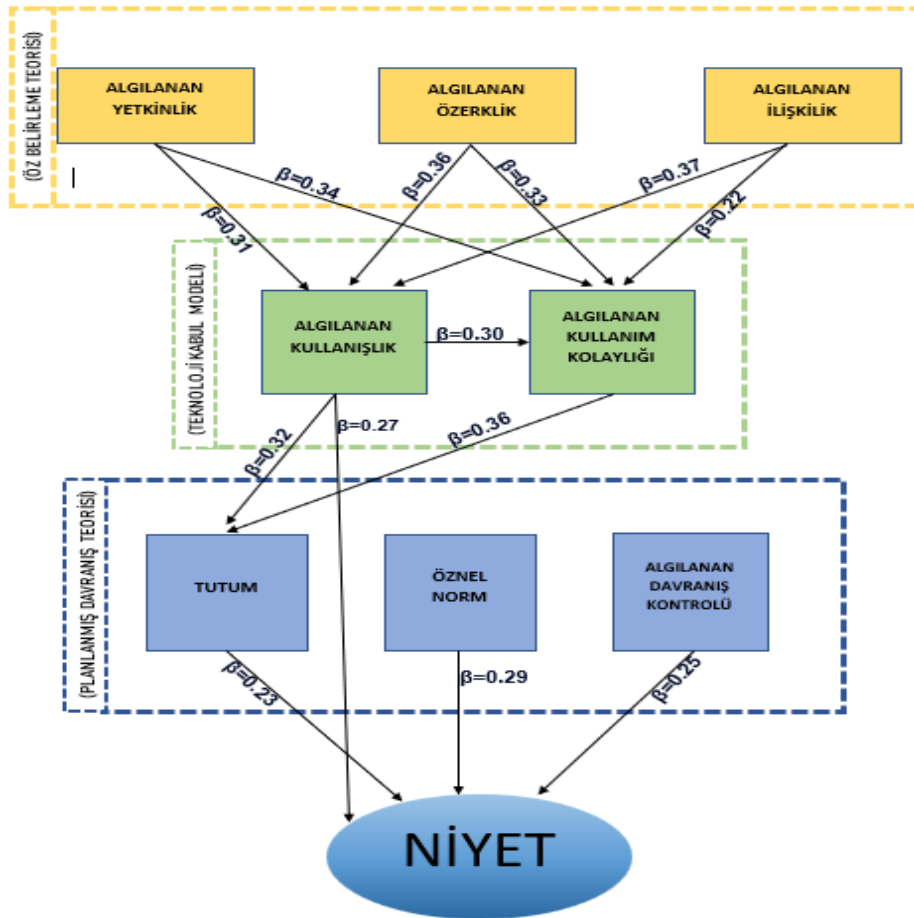 (ÖZ BELİRLEME TEORİSİ)
ALGILANAN
YETKİNLİK
ALGILANAN
ÖZERKLİK
ALGILANAN
İLİŞKİLİK
β=0.31
β=0.34
β=0.36
β=0.33
β=0.37
β=0.22
(TEKNOLOJİ KABUL MODELİ)
ALGILANAN
KULLANIŞLIK
β=0.30
ALGILANAN
KULLANIM
KOLAYLIĞI
β=0.32
β=0.27
β=0.36
(PLANLANMIŞ DAVRANIŞ TEORİSİ)
TUTUM
ÖZNEL
NORM
ALGILANAN
DAVRANIŞ
KONTROLÜ
β=0.23
β=0.29
β=0.25
NİYET